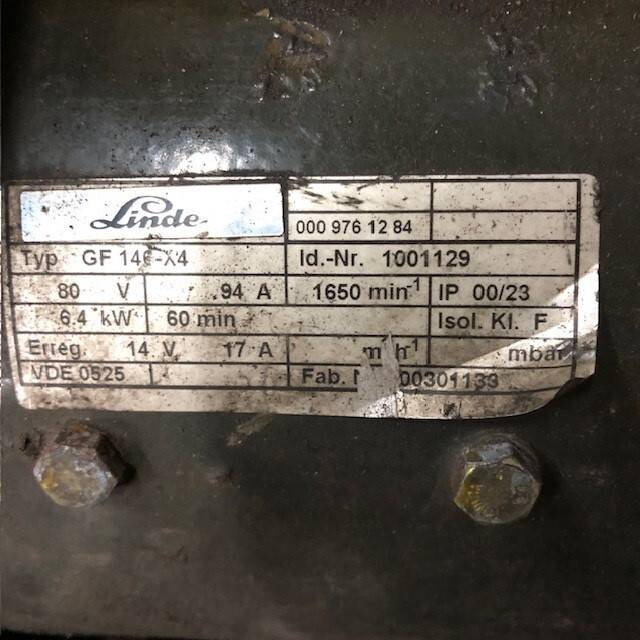 Linde
000 976 12 84
Typ GF Id.-Nr. 1001129
80 V 94 A 1650 min-1 IP 00/23
6.4 kW 60 min Isol. Kl. F
Erreg. 14 V 17 A mbar
VDE 0525 Fab. 00301133